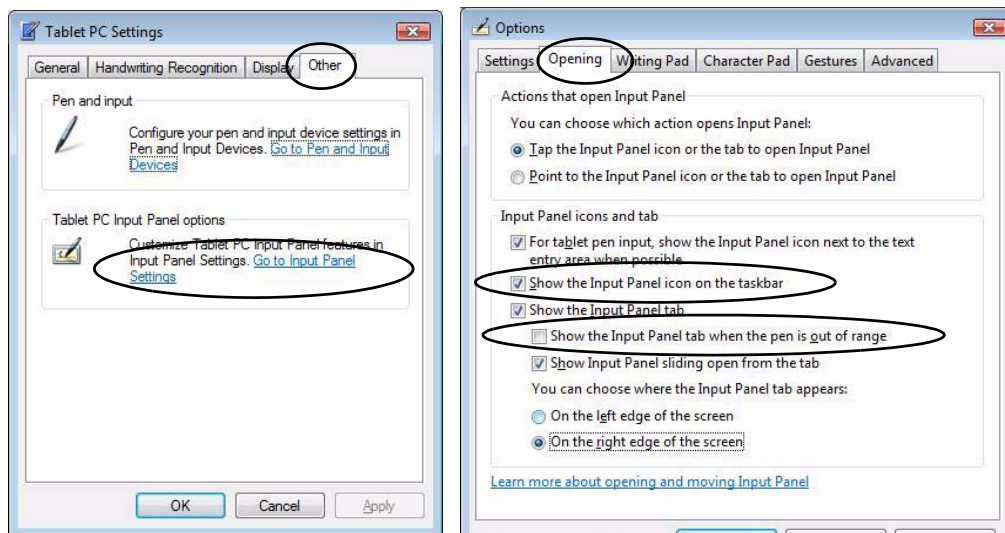 Tablet PC Settings
General Handwriting Recognition Display Other
Pen and input
Configure your pen and input device settings in
Pen and Input Devices. Go to Pen and Input
Devices
Tablet PC Input Panel options
Customize Tablet PC Input Panel features in
Input Panel Settings. Go to Input Panel
Settings
OK Cancel Apply
Options
Settings Opening Writing Pad Character Pad Gestures Advanced
Actions that open Input Panel
You can choose which action opens Input Panel:
Tap the Input Panel icon or the tab to open Input Panel
Point to the Input Panel icon or the tab to open Input Panel
Input Panel icons and tab
For tablet pen input, show the Input Panel icon next to the text
entry area when possible
Show the Input Panel icon on the taskbar
Show the Input Panel tab
Show the Input Panel tab when the pen is out of range
Show Input Panel sliding open from the tab
You can choose where the Input Panel tab appears:
On the left edge of the screen
On the right edge of the screen
Learn more about opening and moving Input Panel